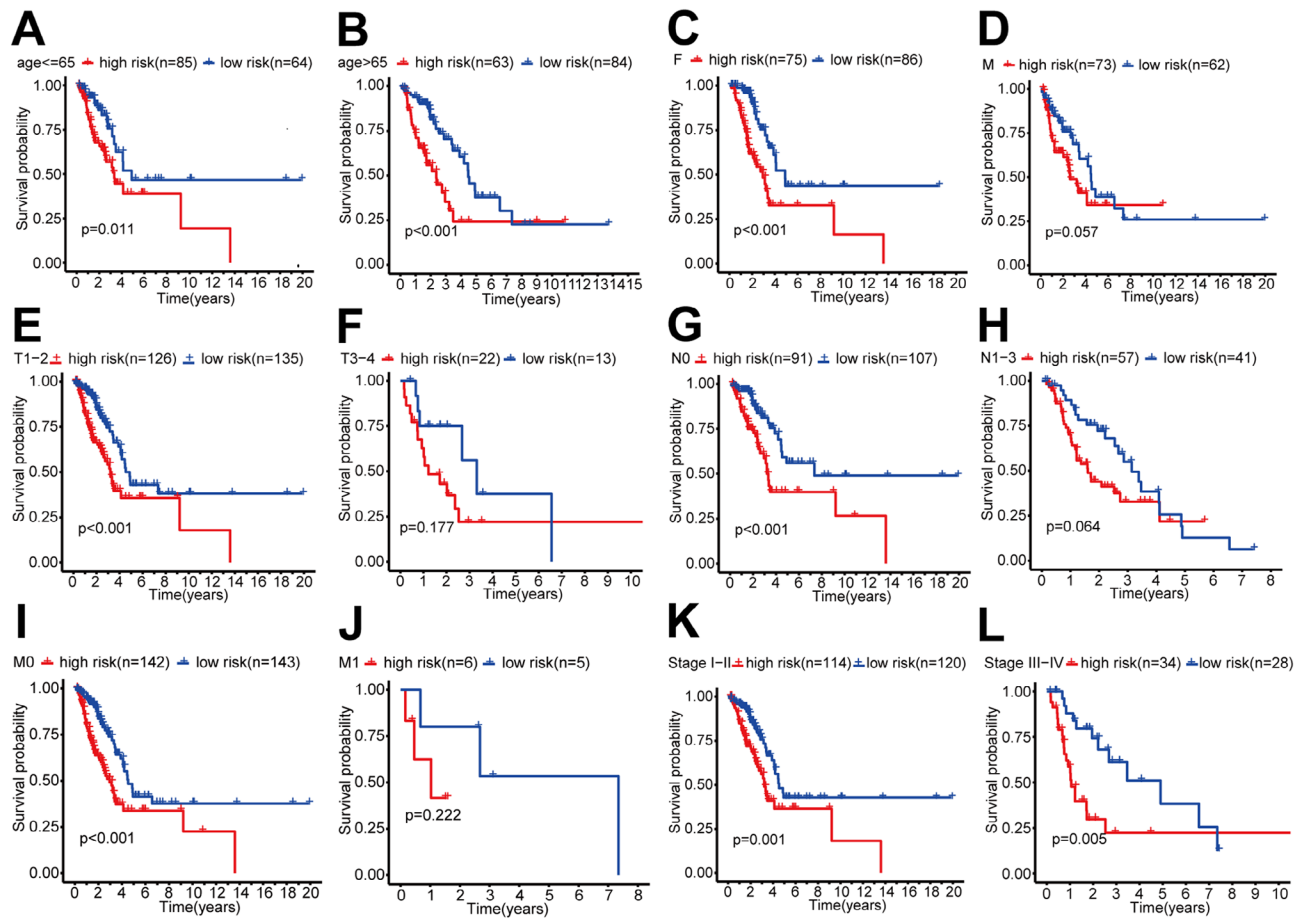 A
B
C
D
age<=65 high risk(n=85) low risk(n=64)
age>65 high risk(n=63) low risk(n=84)
F high risk(n=75) low risk(n=86)
M high risk(n=73) low risk(n=62)
Survival probability
1.00
0.75
0.50
0.25
0.00
p=0.011
0 2 4 6 8 10 12 14 16 18 20
Time(years)
Survival probability
1.00
0.75
0.50
0.25
0.00
p<0.001
0 1 2 3 4 5 6 7 8 9 10 11 12 13 14 15
Time(years)
Survival probability
1.00
0.75
0.50
0.25
0.00
p<0.001
0 2 4 6 8 10 12 14 16 18 20
Time(years)
Survival probability
1.00
0.75
0.50
0.25
0.00
p=0.057
0 2 4 6 8 10 12 14 16 18 20
Time(years)
E
F
G
H
T1−2 high risk(n=126) low risk(n=135)
T3−4 high risk(n=22) low risk(n=13)
N0 high risk(n=91) low risk(n=107)
N1−3 high risk(n=57) low risk(n=41)
Survival probability
1.00
0.75
0.50
0.25
0.00
p<0.001
0 2 4 6 8 10 12 14 16 18 20
Time(years)
Survival probability
1.00
0.75
0.50
0.25
0.00
p=0.177
0 1 2 3 4 5 6 7 8 9 10
Time(years)
Survival probability
1.00
0.75
0.50
0.25
0.00
p<0.001
0 2 4 6 8 10 12 14 16 18 20
Time(years)
Survival probability
1.00
0.75
0.50
0.25
0.00
p=0.064
0 1 2 3 4 5 6 7 8
Time(years)
I
J
K
L
M0 high risk(n=142) low risk(n=143)
M1 high risk(n=6) low risk(n=5)
Stage I−II high risk(n=114) low risk(n=120)
Stage III−IV high risk(n=34) low risk(n=28)
Survival probability
1.00
0.75
0.50
0.25
0.00
p<0.001
0 2 4 6 8 10 12 14 16 18 20
Time(years)
Survival probability
1.00
0.75
0.50
0.25
0.00
p=0.222
0 1 2 3 4 5 6 7 8
Time(years)
Survival probability
1.00
0.75
0.50
0.25
0.00
p=0.001
0 2 4 6 8 10 12 14 16 18 20
Time(years)
Survival probability
1.00
0.75
0.50
0.25
0.00
p=0.005
0 1 2 3 4 5 6 7 8 9 10
Time(years)